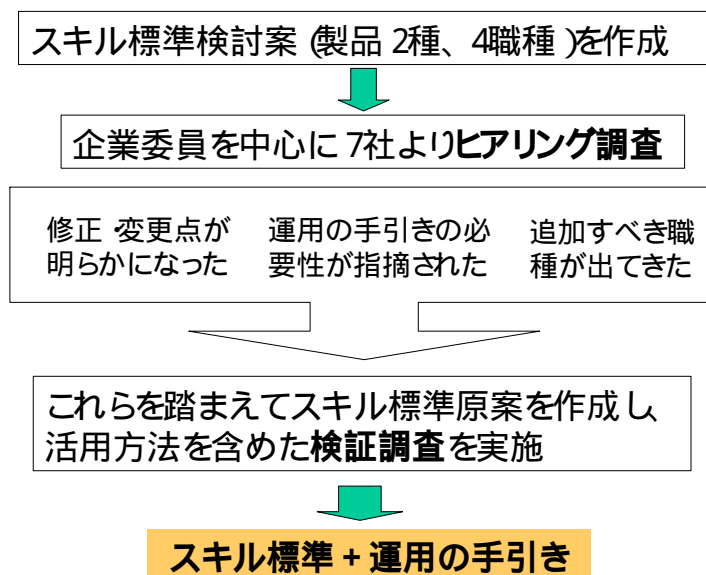 スキル標準検討案(製品2種、4職種)を作成
企業委員を中心に7社よりヒアリング調査
修正・変更点が
明らかになった
運用の手引きの必
要性が指摘された
追加すべき職
種が出てきた
これらを踏まえてスキル標準原案を作成し、
活用方法を含めた検証調査を実施
スキル標準+運用の手引き